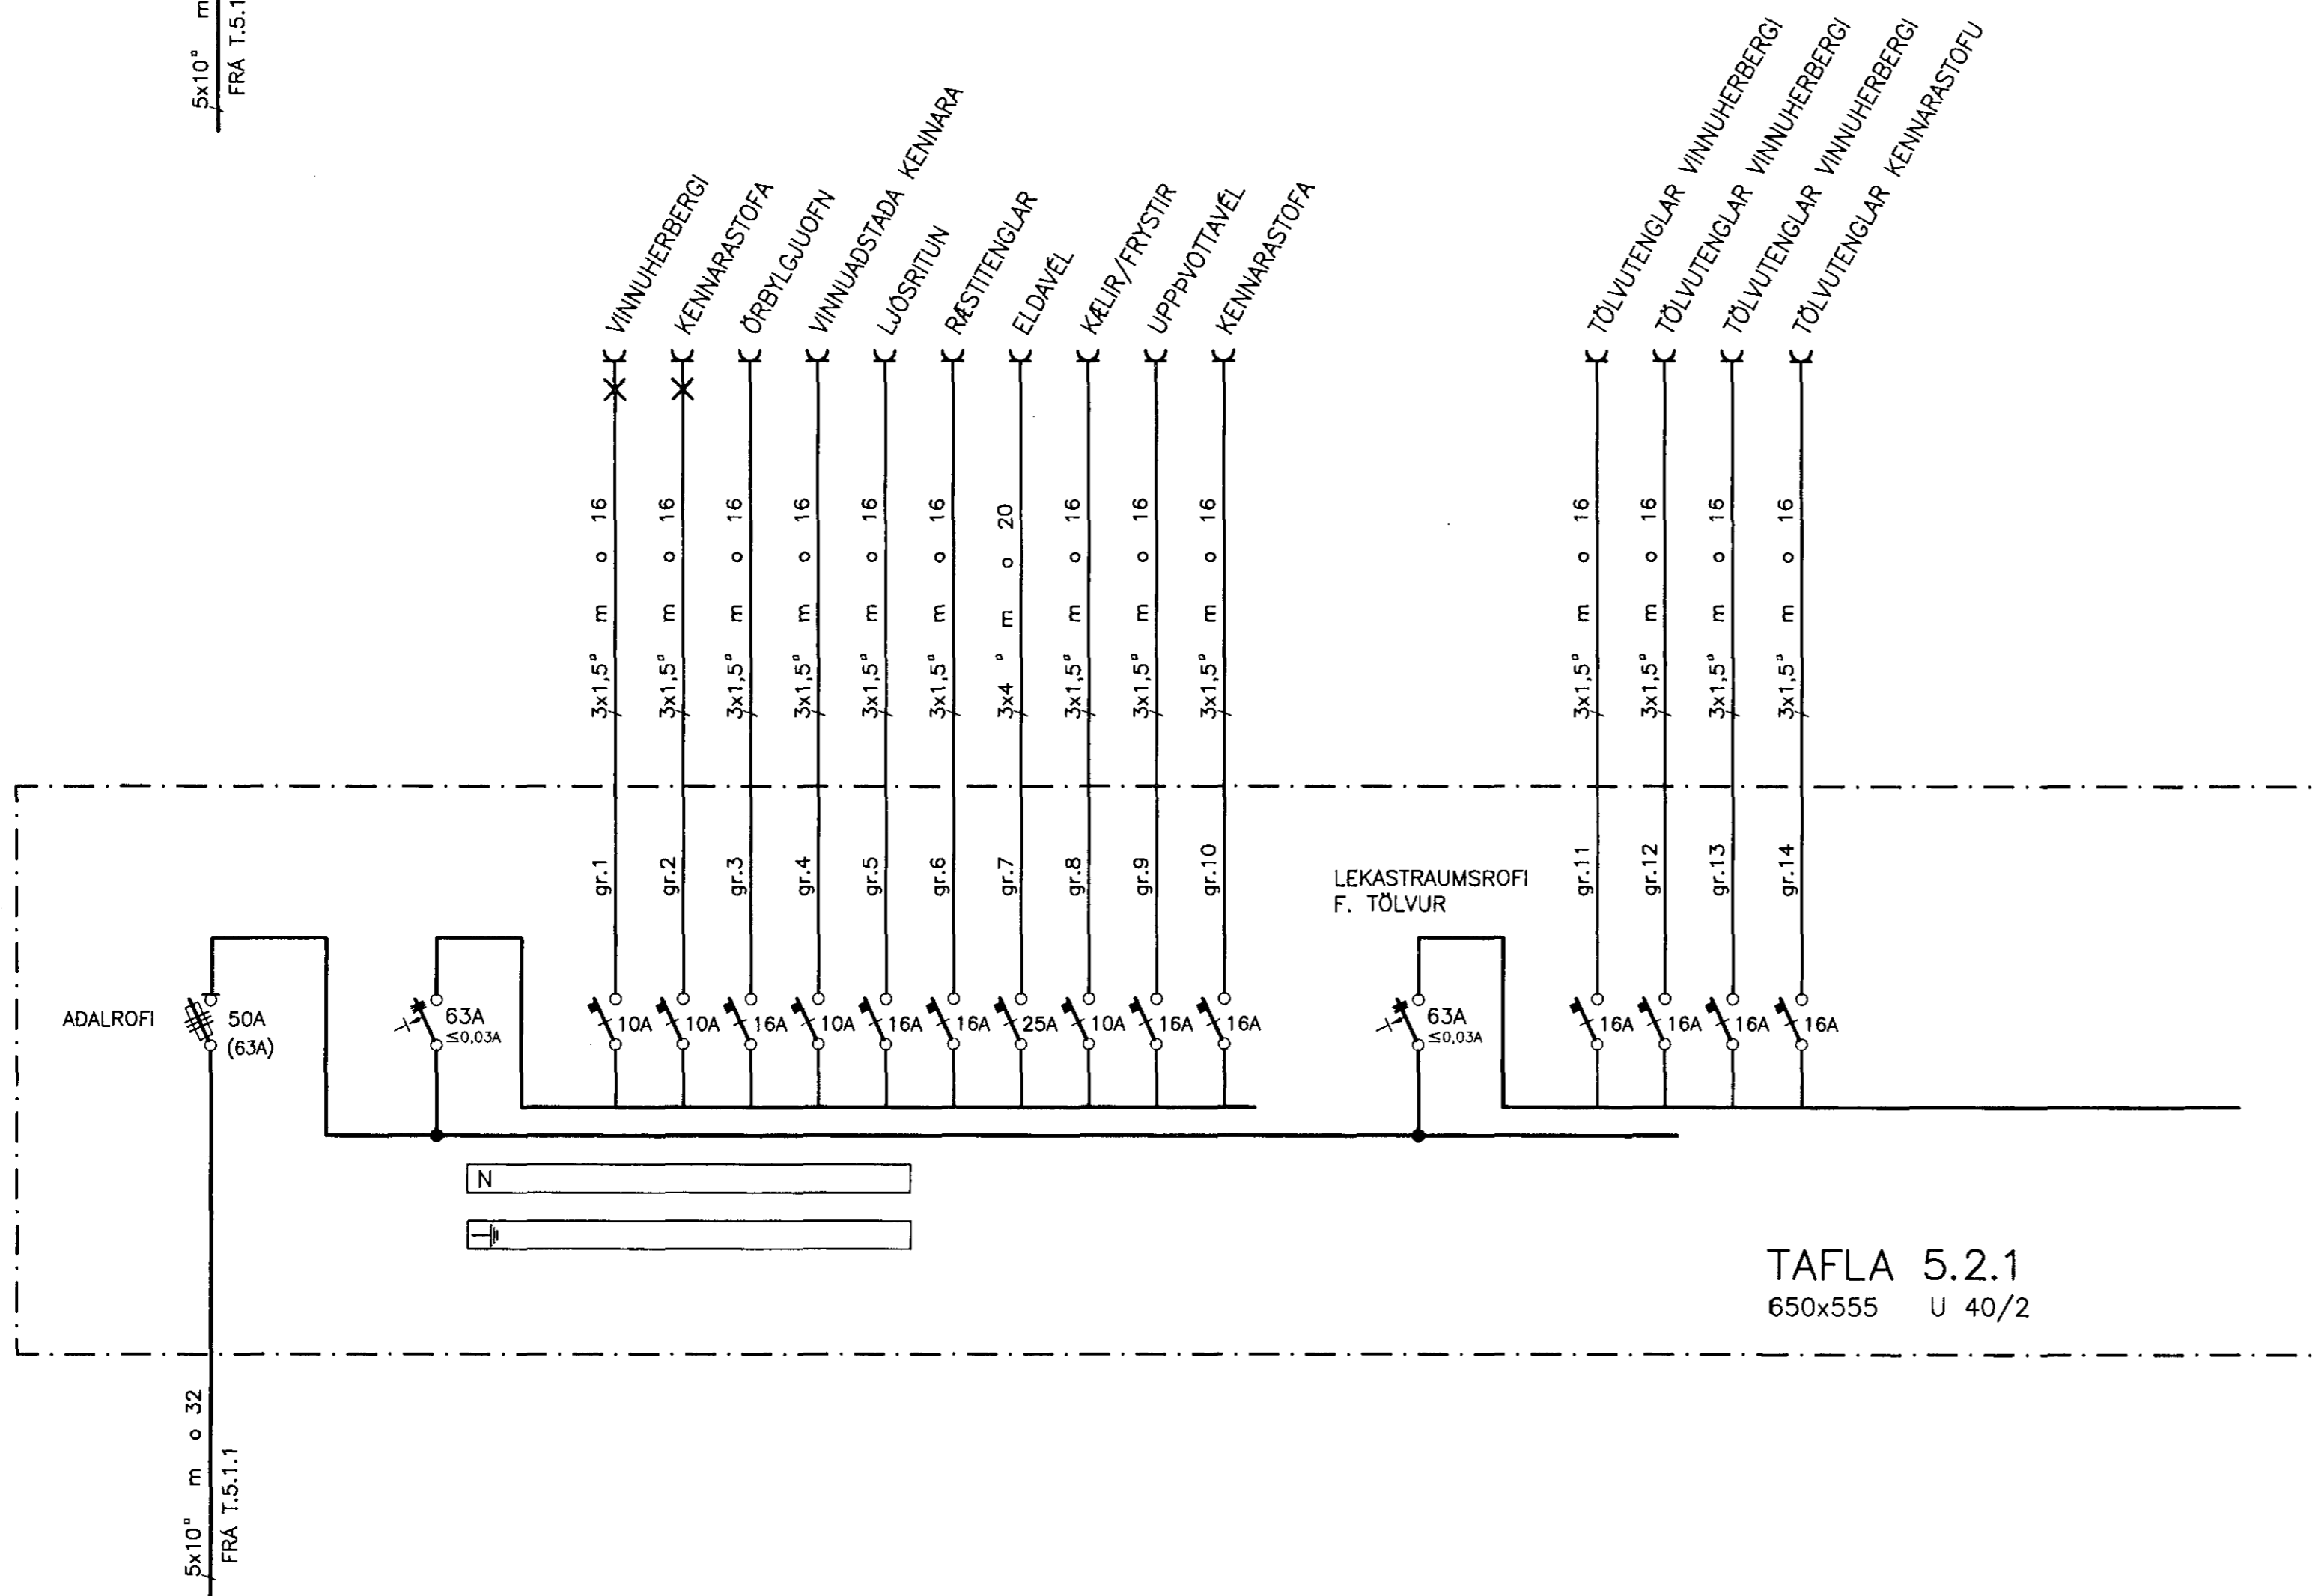 5x10▫ m
FRÁ T.5.1
VINNUHERBERGI
KENNARASTOFA
ÖRBYLGJUOFN
VINNUAÐSTAÐA KENNARA
LJÓSRITUN
RÆSTITENGLAR
ELDAVÉL
KÆLIR/FRYSTIR
UPPÞVOTTAVÉL
KENNARASTOFA
TÖLVUTENGLAR VINNUHERBERGI
TÖLVUTENGLAR VINNUHERBERGI
TÖLVUTENGLAR VINNUHERBERGI
TÖLVUTENGLAR KENNARASTOFU
3x1,5▫ m o 16
3x1,5▫ m o 16
3x1,5▫ m o 16
3x1,5▫ m o 16
3x1,5▫ m o 16
3x1,5▫ m o 16
3x4 ▫ m o 20
3x1,5▫ m o 16
3x1,5▫ m o 16
3x1,5▫ m o 16
3x1,5▫ m o 16
3x1,5▫ m o 16
3x1,5▫ m o 16
3x1,5▫ m o 16
gr.1
gr.2
gr.3
gr.4
gr.5
gr.6
gr.7
gr.8
gr.9
gr.10
LEKASTRAUMSROFI
F. TÖLVUR
gr.11
gr.12
gr.13
gr.14
AÐALROFI
50A
(63A)
63A
≤0,03A
10A
10A
16A
10A
16A
16A
25A
10A
16A
16A
63A
≤0,03A
16A
16A
16A
16A
N
TAFLA 5.2.1
650x555 U 40/2
5x10▫ m o 32
FRÁ T.5.1.1